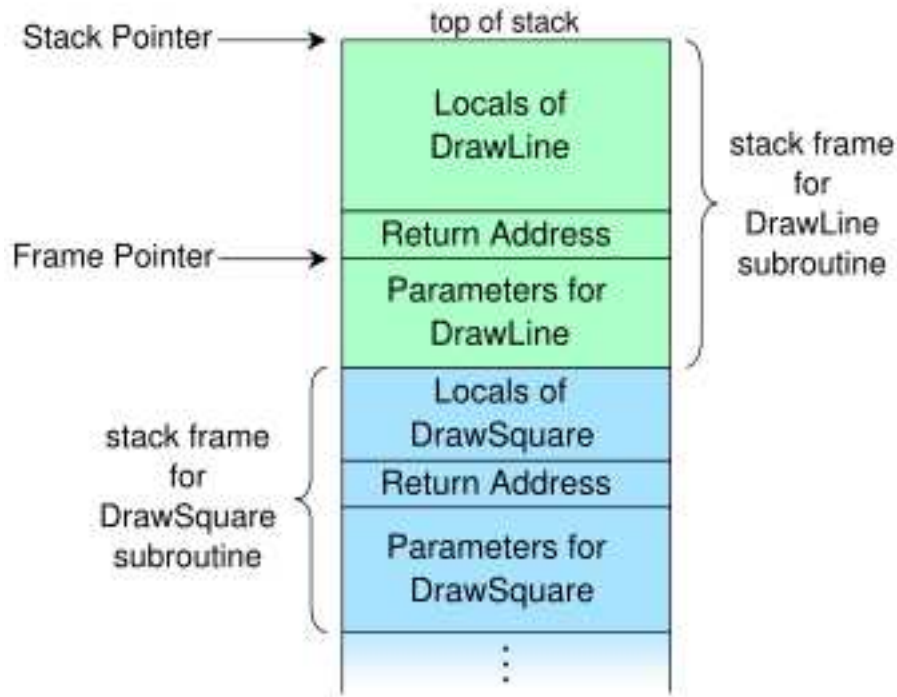 top of stack
Stack Pointer
Locals of
DrawLine
stack frame
for
DrawLine
subroutine
Return Address
Frame Pointer
Parameters for
DrawLine
Locals of
DrawSquare
stack frame
for
DrawSquare
subroutine
Return Address
Parameters for
DrawSquare